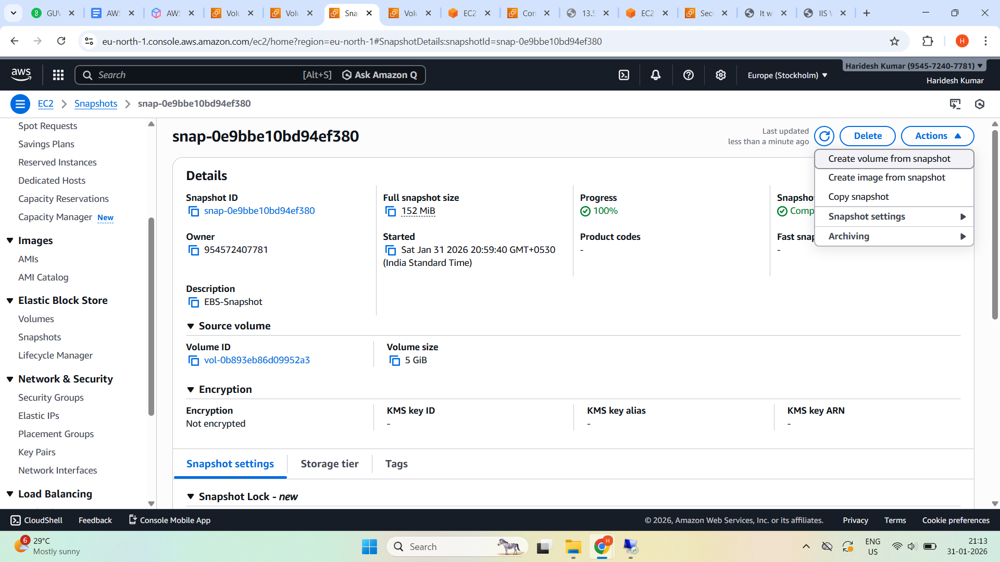 GUV
AWS
AWS
Volu
Volu
Sna
Volu
EC2
Con
13.5
EC2
Sec
It w
IIS
eu-north-1.console.aws.amazon.com/ec2/home?region=eu-north-1#SnapshotDetails:snapshotId=snap-0e9bbe10bd94ef380
H
aws
Search
[Alt+S]
Ask Amazon Q
Europe (Stockholm)
Haridesh Kumar (9545-7240-7781)
Haridesh Kumar
EC2
Snapshots
snap-0e9bbe10bd94ef380
Spot Requests
Savings Plans
Reserved Instances
Dedicated Hosts
Capacity Reservations
Capacity Manager New
Images
AMIs
AMI Catalog
Elastic Block Store
Volumes
Snapshots
Lifecycle Manager
Network & Security
Security Groups
Elastic IPs
Placement Groups
Key Pairs
Network Interfaces
Load Balancing
snap-0e9bbe10bd94ef380
Last updated
less than a minute ago
Delete
Actions
Create volume from snapshot
Create image from snapshot
Copy snapshot
Snapshot settings
Archiving
Details
Snapshot ID
snap-0e9bbe10bd94ef380
Full snapshot size
152 MiB
Progress
100%
Snapsho
Comp
Owner
954572407781
Started
Sat Jan 31 2026 20:59:40 GMT+0530
(India Standard Time)
Product codes
-
Fast snap
-
Description
EBS-Snapshot
Source volume
Volume ID
vol-0b893eb86d09952a3
Volume size
5 GiB
Encryption
Encryption
Not encrypted
KMS key ID
-
KMS key alias
-
KMS key ARN
-
Snapshot settings
Storage tier
Tags
Snapshot Lock - new
CloudShell
Feedback
Console Mobile App
© 2026, Amazon Web Services, Inc. or its affiliates.
Privacy
Terms
Cookie preferences
6
29°C
Mostly sunny
Search
H
ENG
US
21:13
31-01-2026